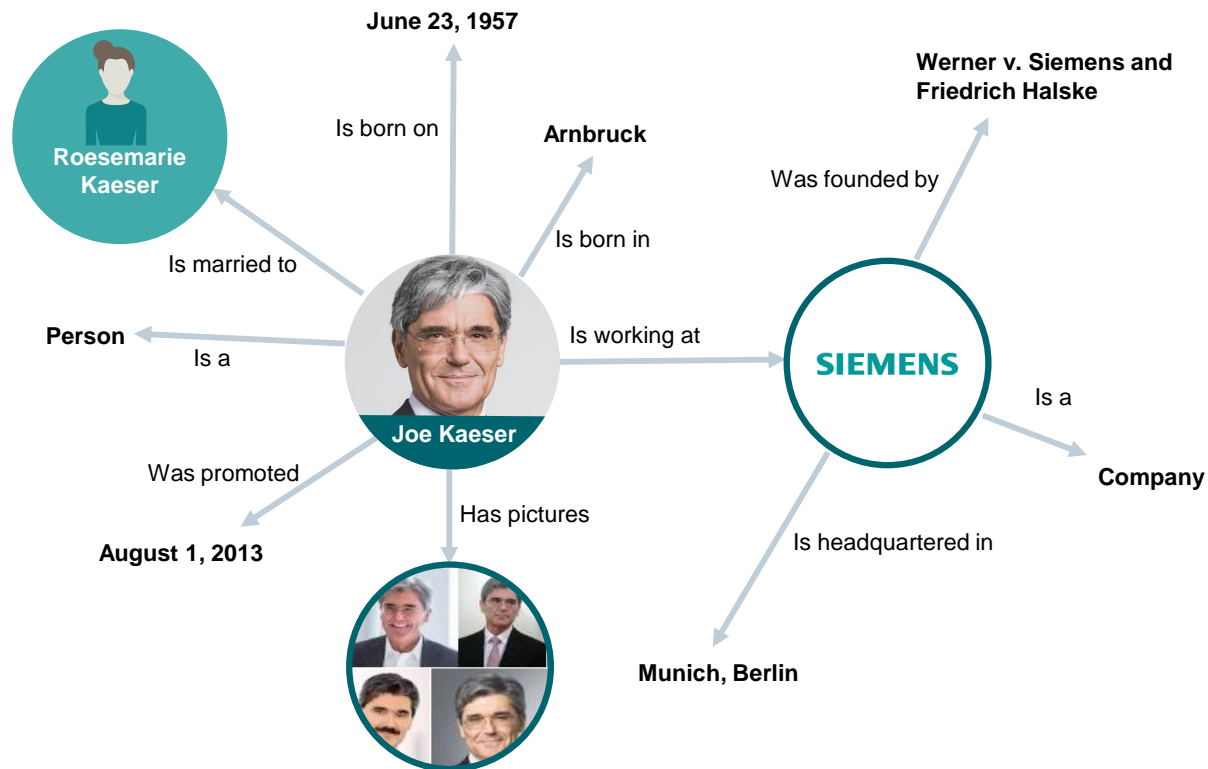 June 23, 1957
Werner v. Siemens and
Friedrich Halske
Is born on
Arnbruck
Roesemarie
Kaeser
Was founded by
Is born in
Is married to
Person
Is a
Is working at
SIEMENS
Is a
Joe Kaeser
Was promoted
Company
Has pictures
August 1, 2013
Is headquartered in
Munich, Berlin